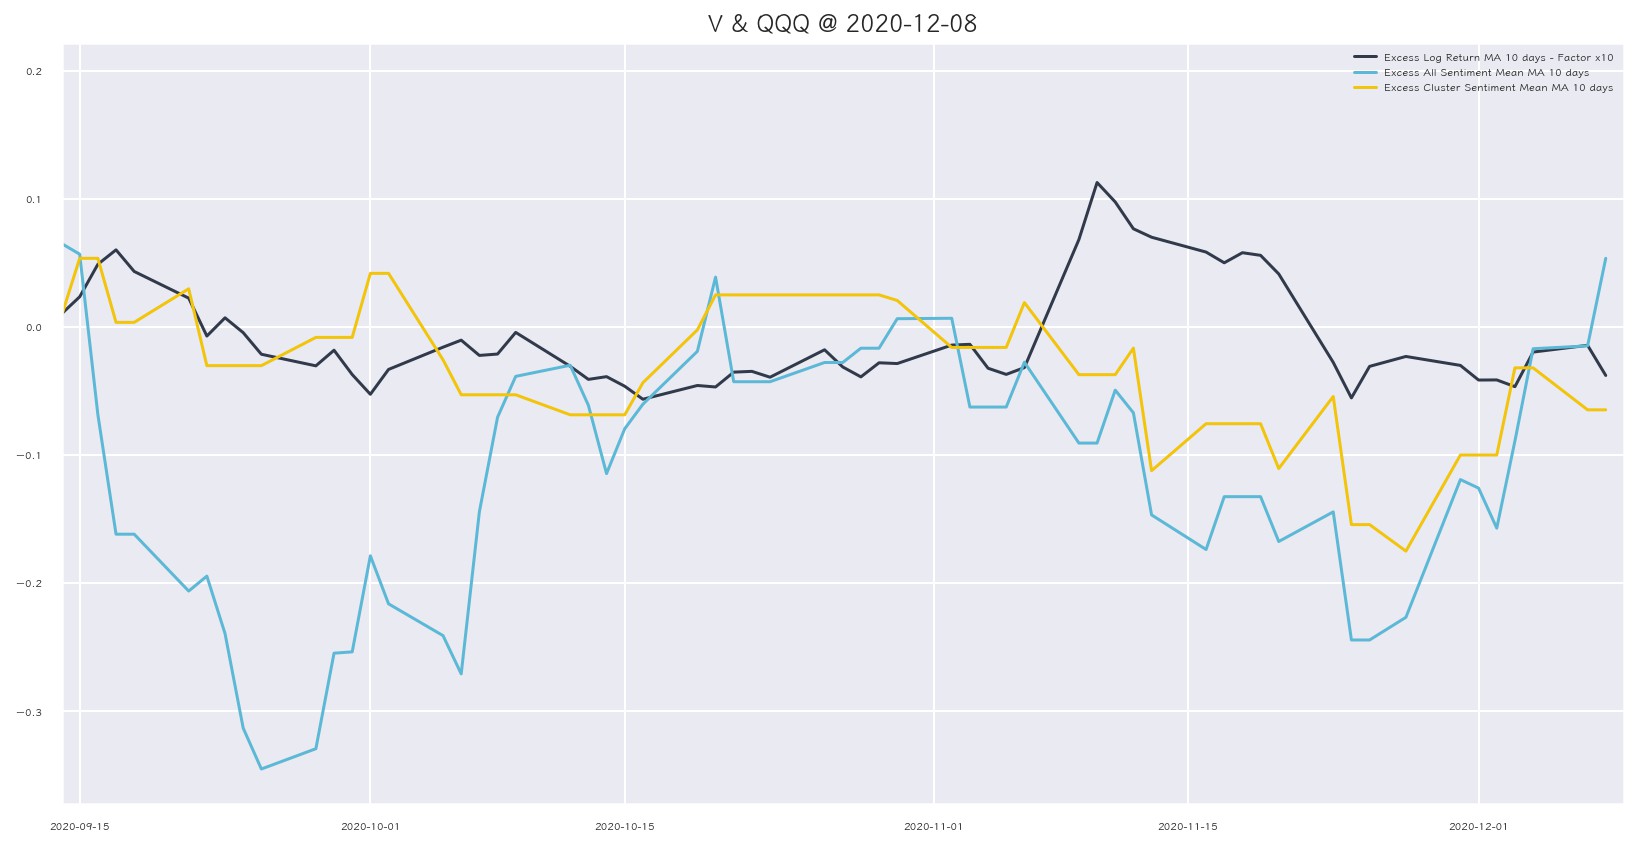 V & QQQ @ 2020-12-08
Excess Log Return MA 10 days - Factor x10
Excess All Sentiment Mean MA 10 days
Excess Cluster Sentiment Mean MA 10 days
0.2
0.1
0.0
−0.1
−0.2
−0.3
2020-09-15 2020-10-01 2020-10-15 2020-11-01 2020-11-15 2020-12-01